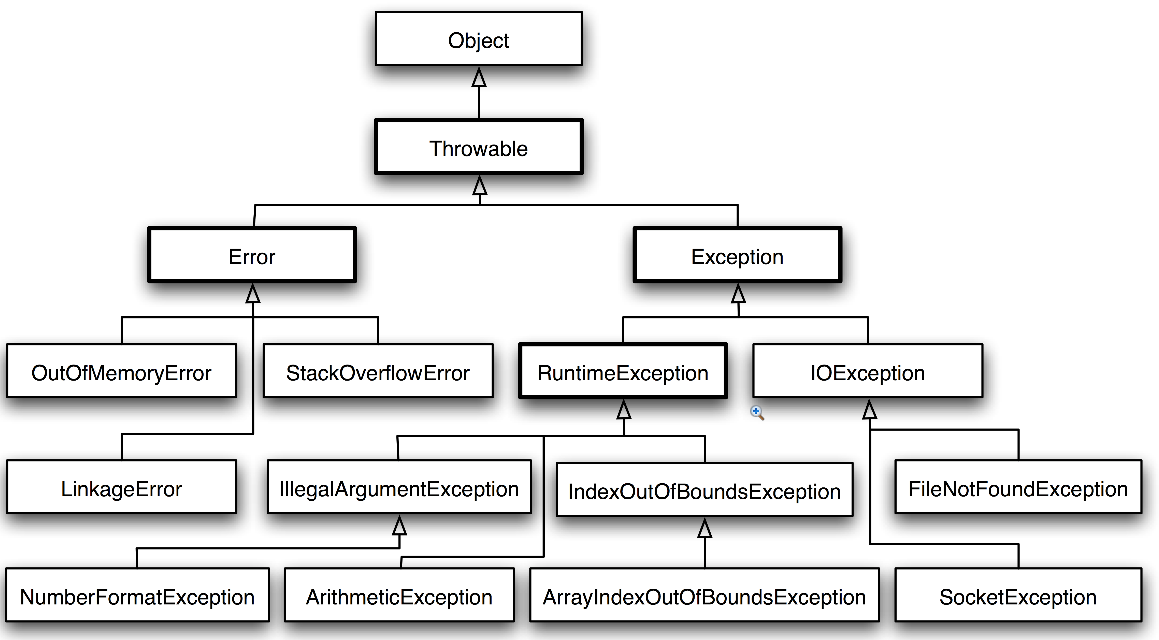 Object
Throwable
Error
Exception
OutOfMemoryError
StackOverflowError
RuntimeException
IOException
LinkageError
IllegalArgumentException
IndexOutOfBoundsException
FileNotFoundException
NumberFormatException
ArithmeticException
ArrayIndexOutOfBoundsException
SocketException